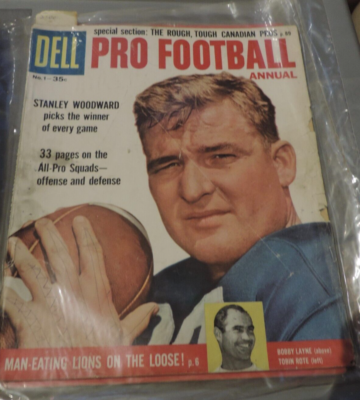 special section: THE ROUGH, TOUGH CANADIAN PROS p. 80
DELL
PRO FOOTBALL
ANNUAL
No. 1 – 35c
STANLEY WOODWARD
picks the winner
of every game
33 pages on the
All-Pro Squads—
offense and defense
MAN-EATING LIONS ON THE LOOSE! p. 6
BOBBY LAYNE (above)
TOBIN ROTE (left)